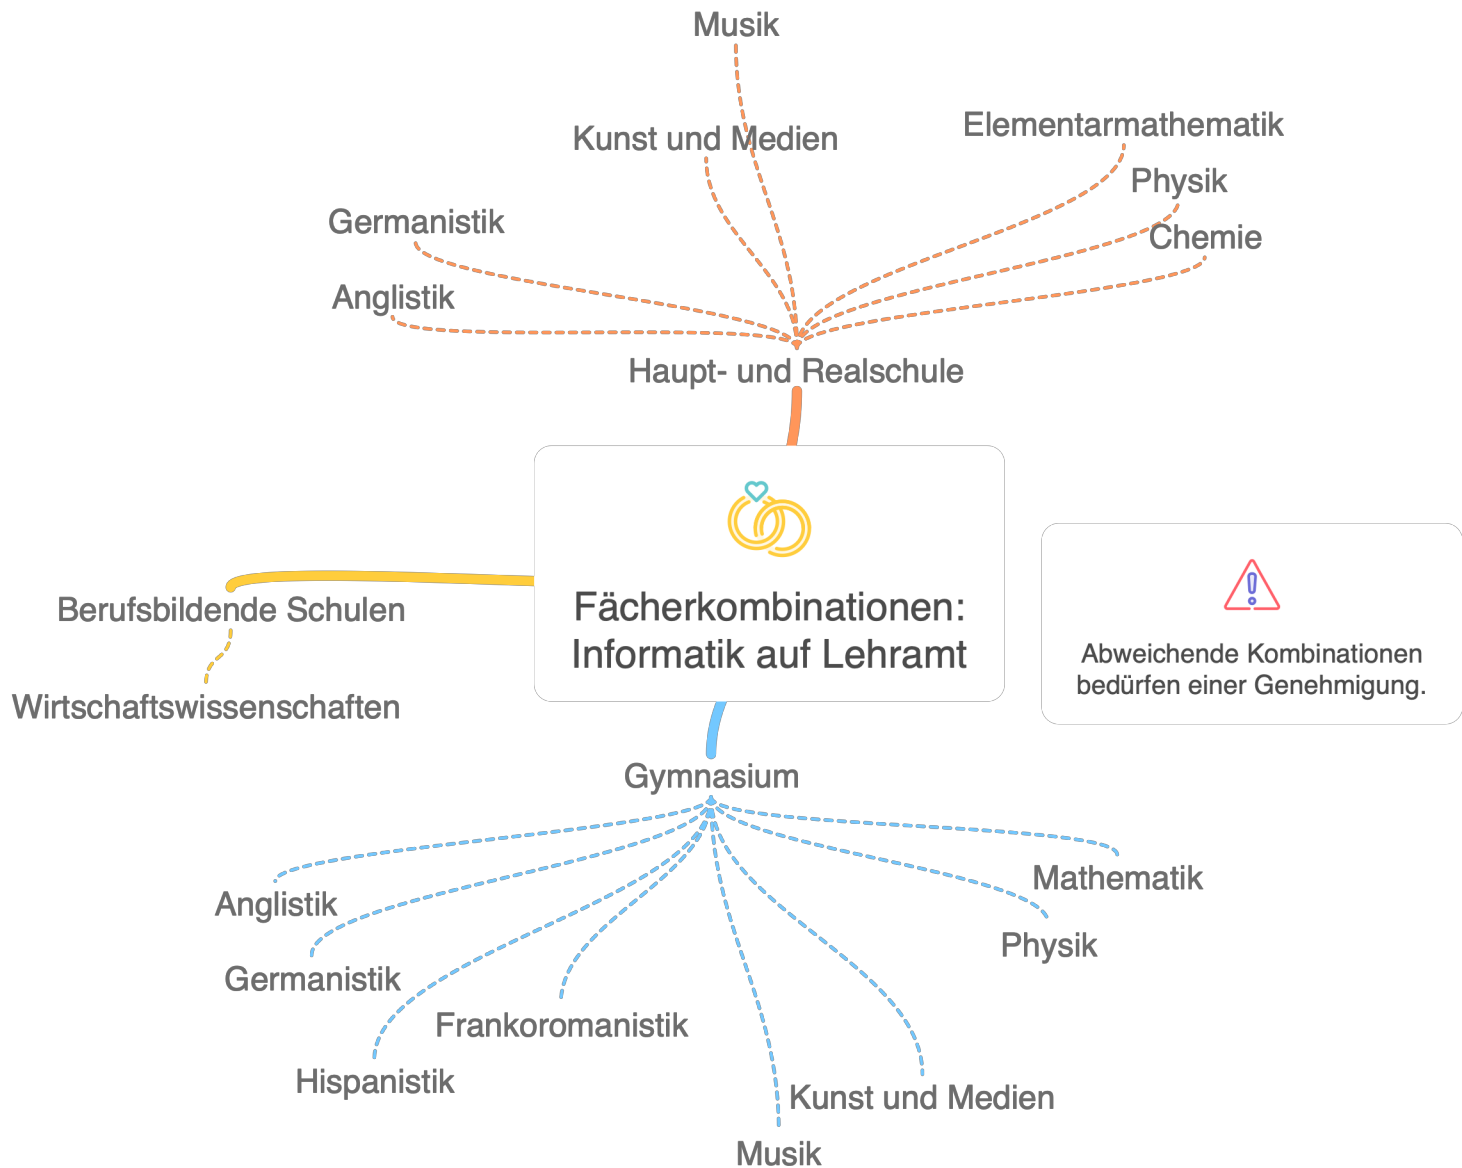 Musik
Elementarmathematik
Kunst und Medien
Physik
Germanistik
Chemie
Anglistik
Haupt- und Realschule
Fächerkombinationen:
Informatik auf Lehramt
Abweichende Kombinationen
bedürfen einer Genehmigung.
Berufsbildende Schulen
Wirtschaftswissenschaften
Gymnasium
Mathematik
Anglistik
Physik
Germanistik
Frankoromanistik
Hispanistik
Kunst und Medien
Musik